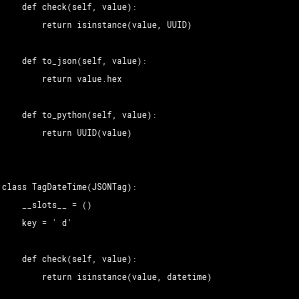 def check(self, value):
return isinstance(value, UUID)
def to_json(self, value):
return value.hex
def to_python(self, value):
return UUID(value)
class TagDateTime(JSONTag):
__slots__ = ()
key = ' d'
def check(self, value):
return isinstance(value, datetime)